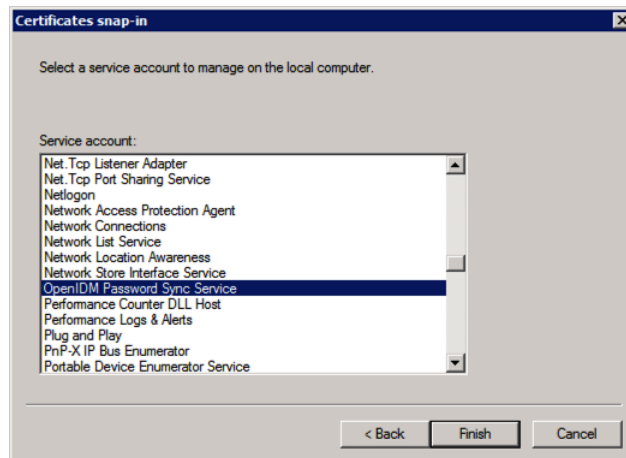 Certificates snap-in
Select a service account to manage on the local computer.
Service account:
Net.Tcp Listener Adapter
Net.Tcp Port Sharing Service
Netlogon
Network Access Protection Agent
Network Connections
Network List Service
Network Location Awareness
Network Store Interface Service
OpenIDM Password Sync Service
Performance Counter DLL Host
Performance Logs & Alerts
Plug and Play
PnP-X IP Bus Enumerator
Portable Device Enumerator Service
< Back Finish Cancel